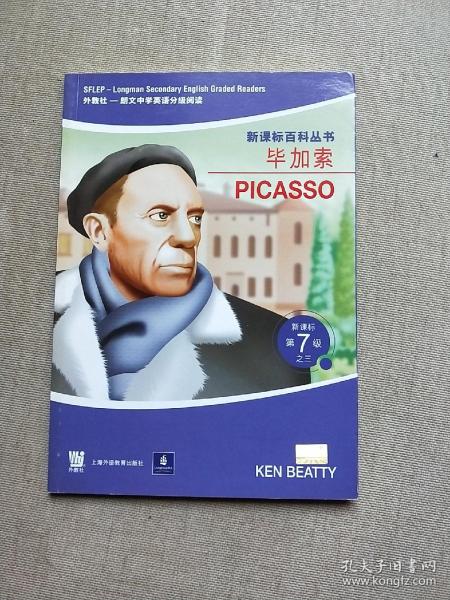 SFLEP – Longman Secondary English Graded Readers
外教社 — 朗文中学英语分级阅读
新课标百科丛书
毕加索
PICASSO
新课标
第7级
之三
外教社
上海外语教育出版社
KEN BEATTY
孔夫子旧书网
www.kongfz.com